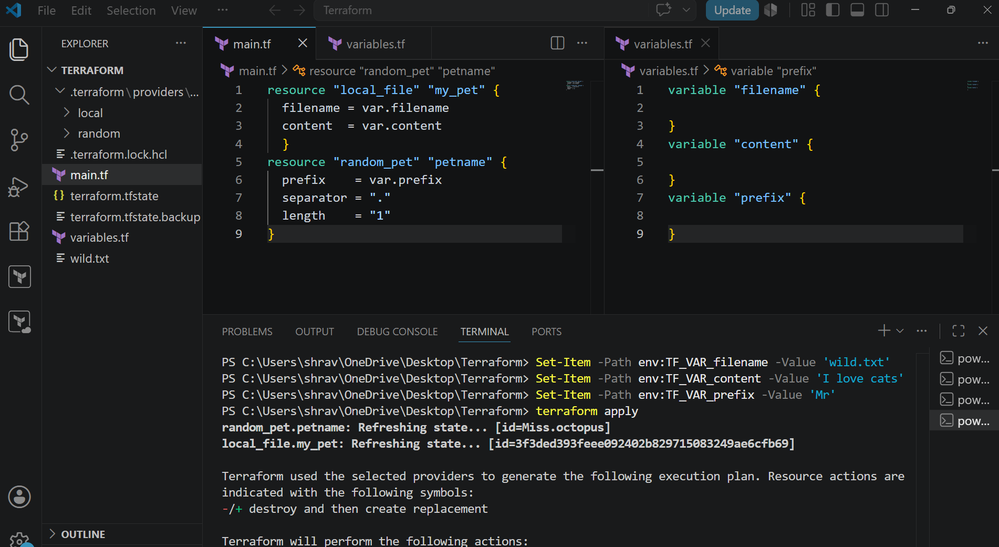 File Edit Selection View ··· Terraform Update
EXPLORER ···
TERRAFORM
.terraform\providers\...
local
random
.terraform.lock.hcl
main.tf
terraform.tfstate
terraform.tfstate.backup
variables.tf
wild.txt
OUTLINE
main.tf variables.tf ···
main.tf > resource "random_pet" "petname"
1 resource "local_file" "my_pet" {
2 filename = var.filename
3 content  = var.content
4 }
5 resource "random_pet" "petname" {
6 prefix    = var.prefix
7 separator = "."
8 length    = "1"
9 }
variables.tf ···
variables.tf > variable "prefix"
1 variable "filename" {
2
3 }
4 variable "content" {
5
6 }
7 variable "prefix" {
8
9 }
PROBLEMS OUTPUT DEBUG CONSOLE TERMINAL PORTS
PS C:\Users\shrav\OneDrive\Desktop\Terraform> Set-Item -Path env:TF_VAR_filename -Value 'wild.txt'
PS C:\Users\shrav\OneDrive\Desktop\Terraform> Set-Item -Path env:TF_VAR_content -Value 'I love cats'
PS C:\Users\shrav\OneDrive\Desktop\Terraform> Set-Item -Path env:TF_VAR_prefix -Value 'Mr'
PS C:\Users\shrav\OneDrive\Desktop\Terraform> terraform apply
random_pet.petname: Refreshing state... [id=Miss.octopus]
local_file.my_pet: Refreshing state... [id=3f3ded393feee092402b829715083249ae6cfb69]
Terraform used the selected providers to generate the following execution plan. Resource actions are
indicated with the following symbols:
-/+ destroy and then create replacement
Terraform will perform the following actions:
pow...
pow...
pow...
pow...